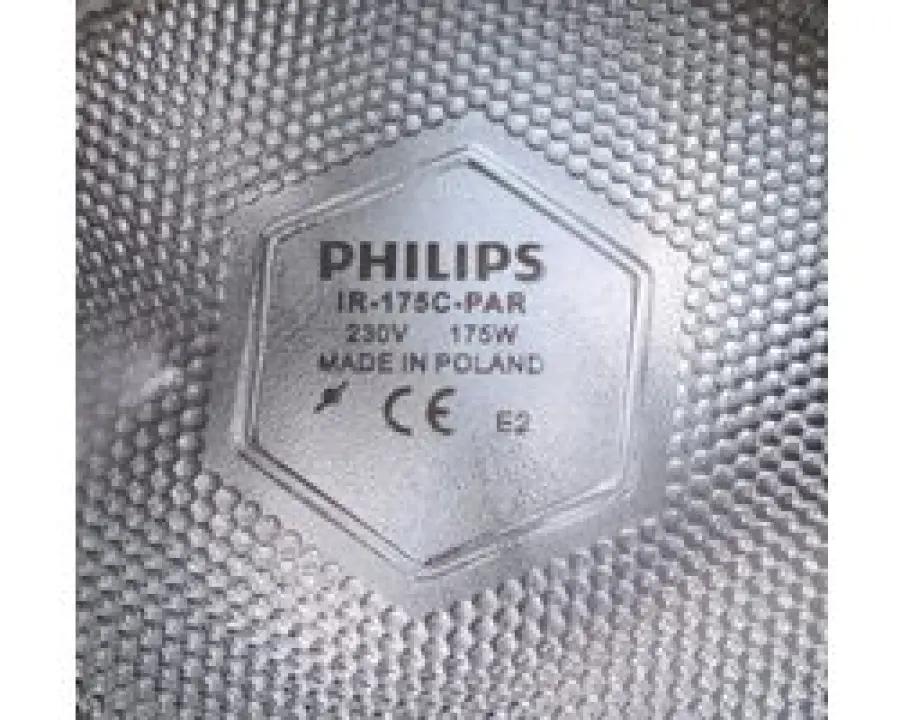 PHILIPS
IR-175C-PAR
230V 175W
MADE IN POLAND
CE E2